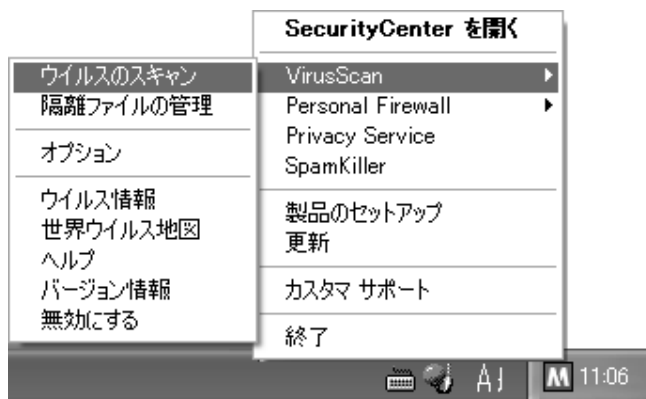 SecurityCenter を開く
VirusScan
Personal Firewall
Privacy Service
SpamKiller
製品のセットアップ
更新
カスタマ サポート
終了
ウイルスのスキャン
隔離ファイルの管理
オプション
ウイルス情報
世界ウイルス地図
ヘルプ
バージョン情報
無効にする
M 11:06